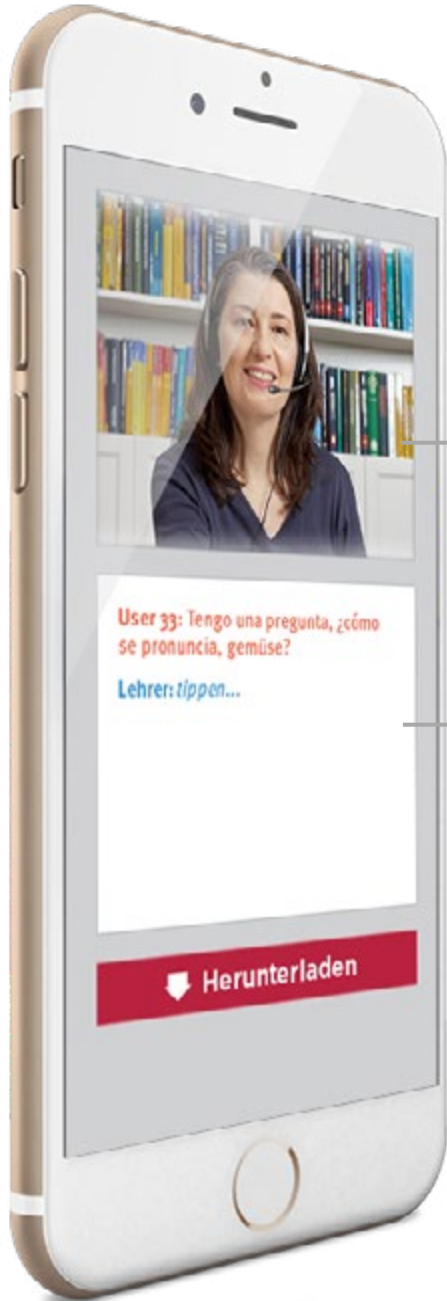 User 33: Tengo una pregunta, ¿cómo
se pronuncia, gemüse?
Lehrer: tippen...
Herunterladen